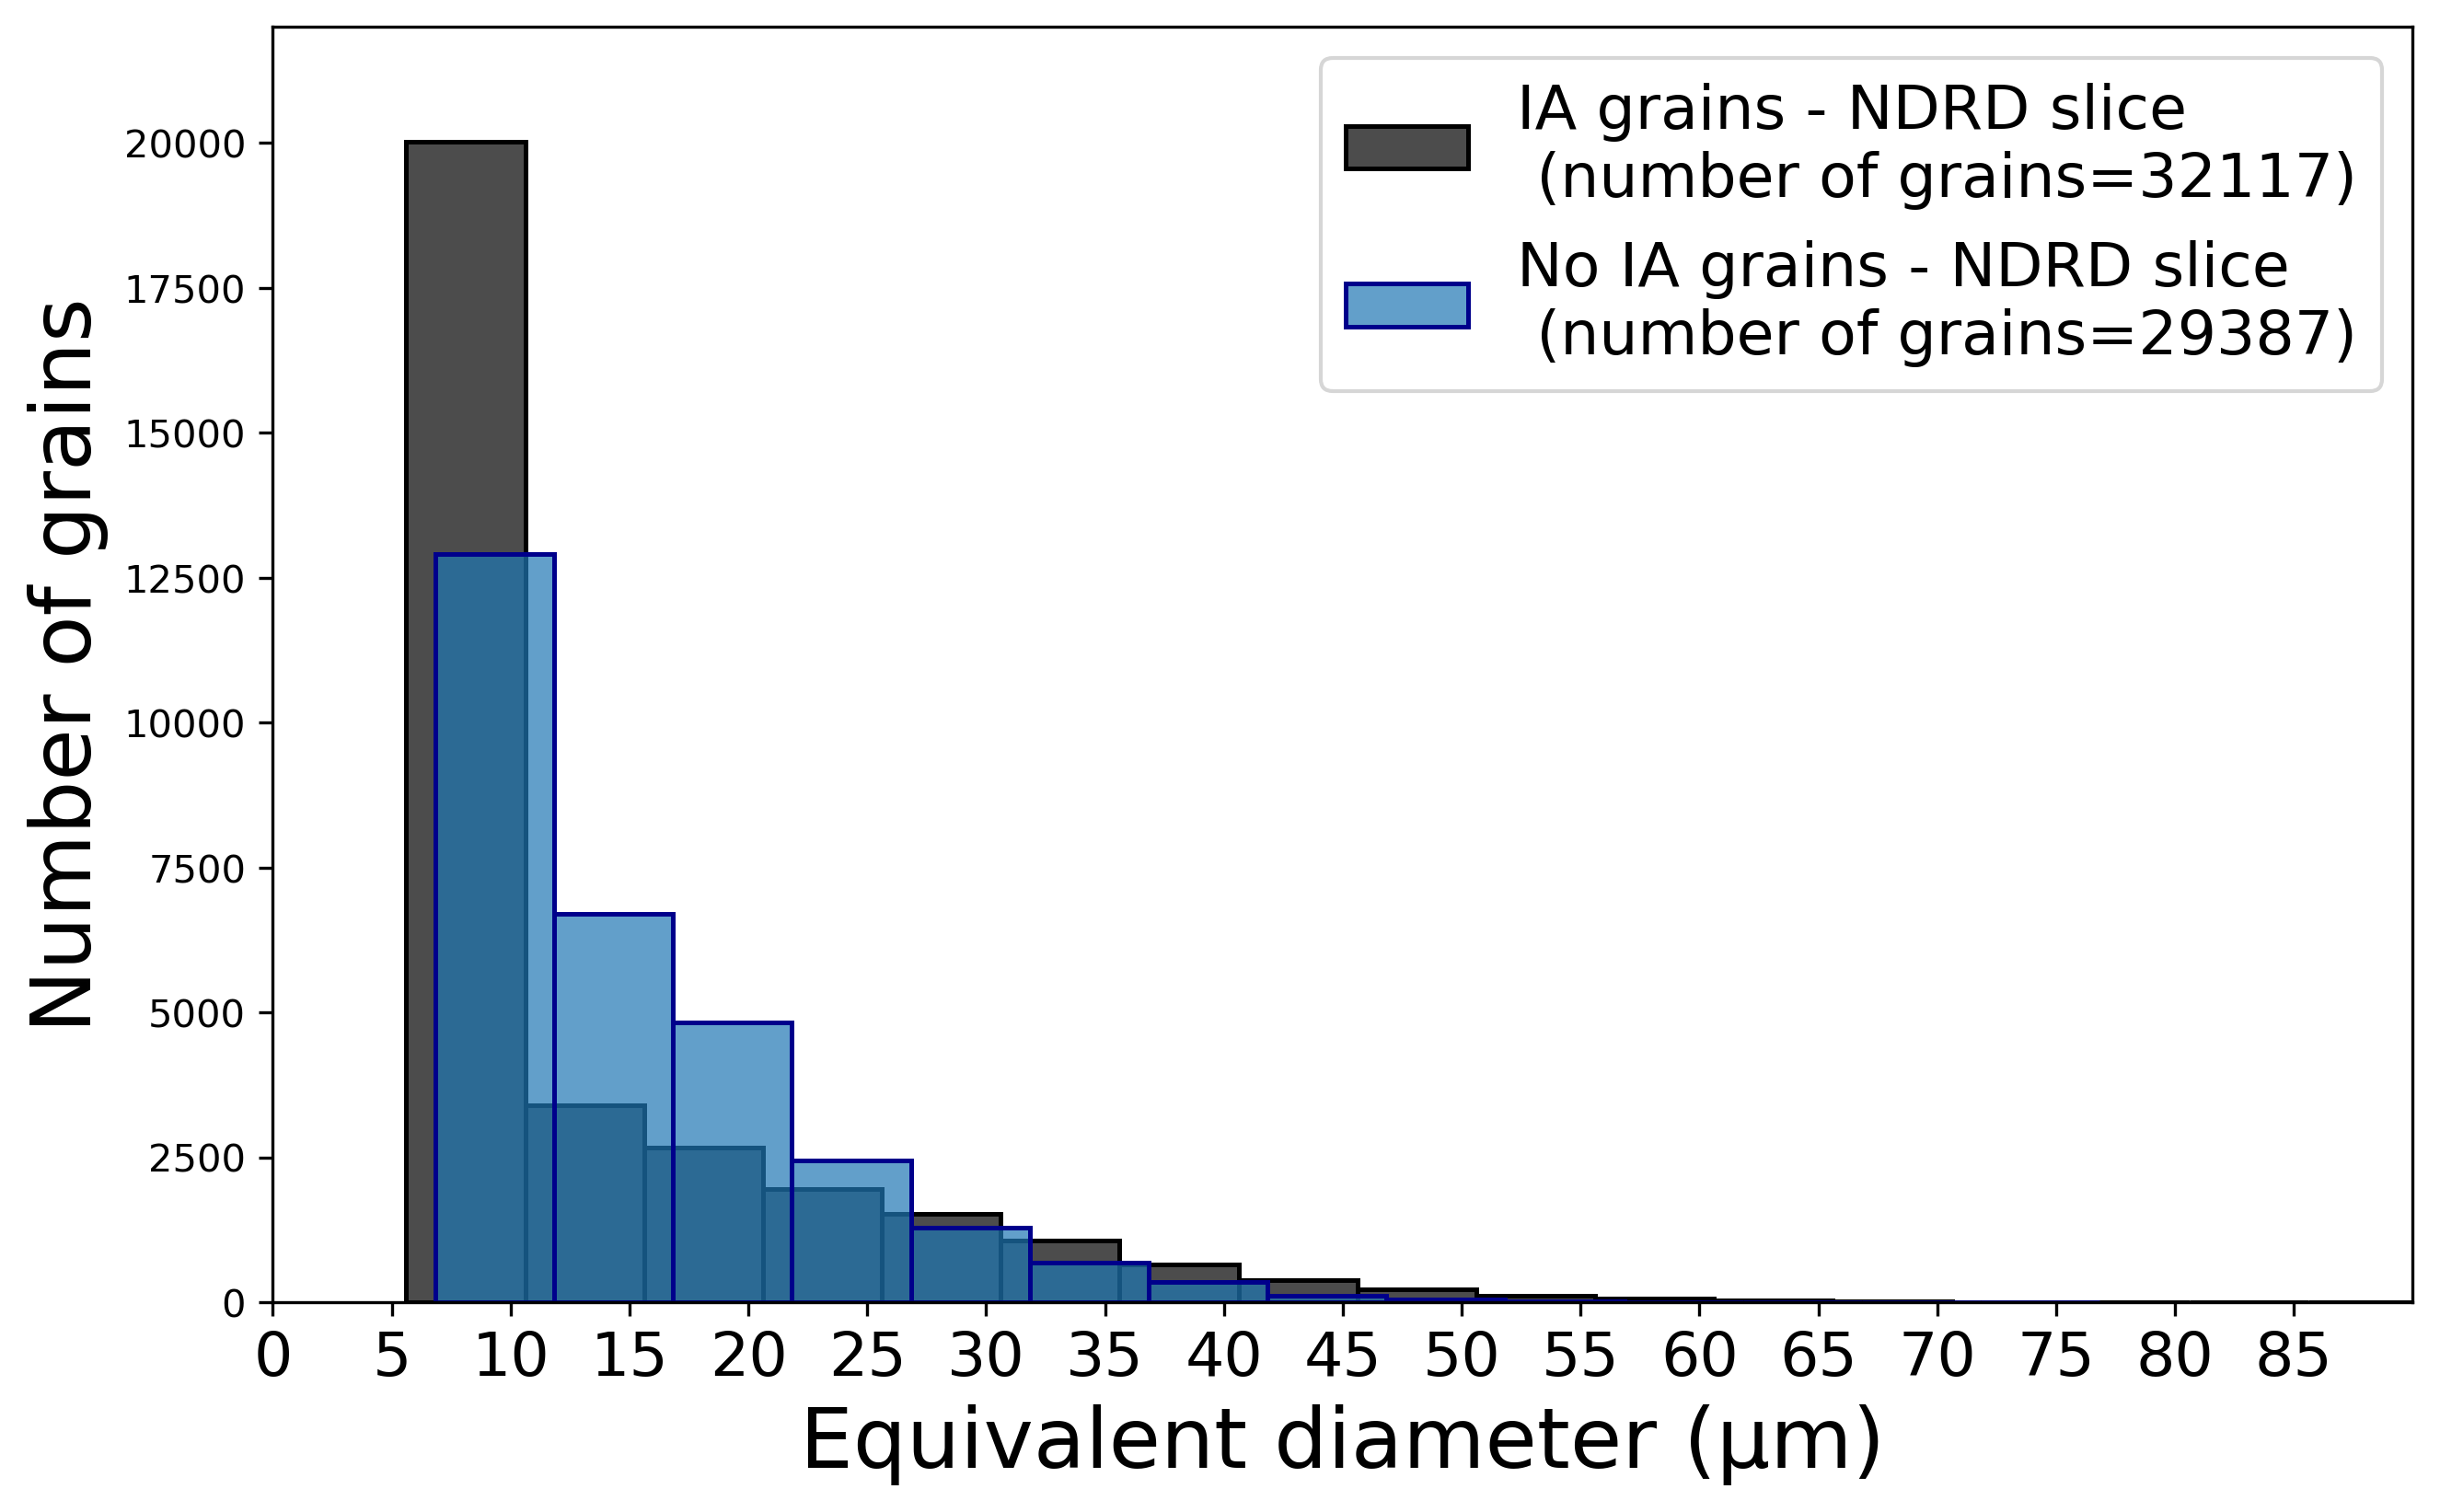 IA grains - NDRD slice
(number of grains=32117)
No IA grains - NDRD slice
(number of grains=29387)
Number of grains
20000
17500
15000
12500
10000
7500
5000
2500
0
0 5 10 15 20 25 30 35 40 45 50 55 60 65 70 75 80 85
Equivalent diameter (µm)